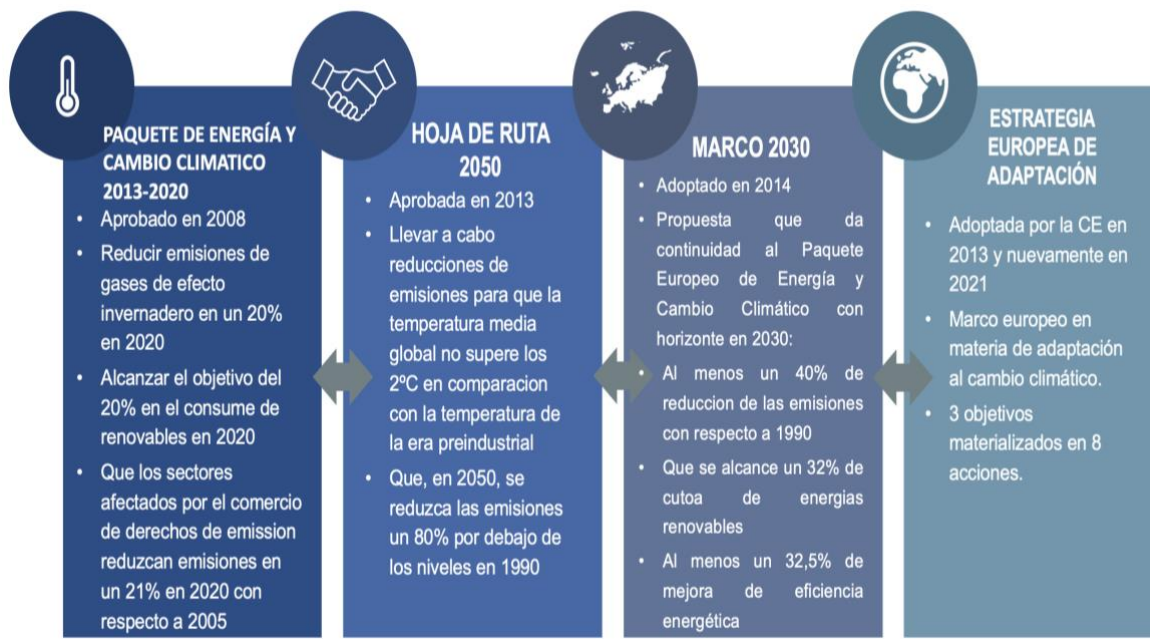 PAQUETE DE ENERGÍA Y
CAMBIO CLIMATICO
2013-2020
• Aprobado en 2008
• Reducir emisiones de
gases de efecto
invernadero en un 20%
en 2020
• Alcanzar el objetivo del
20% en el consume de
renovables en 2020
• Que los sectores
afectados por el comercio
de derechos de emission
reduzcan emisiones en
un 21% en 2020 con
respecto a 2005
HOJA DE RUTA
2050
• Aprobada en 2013
• Llevar a cabo
reducciones de
emisiones para que la
temperatura media
global no supere los
2ºC en comparacion
con la temperatura de
la era preindustrial
• Que, en 2050, se
reduzca las emisiones
un 80% por debajo de
los niveles en 1990
MARCO 2030
• Adoptado en 2014
• Propuesta que da
continuidad al Paquete
Europeo de Energía y
Cambio Climático con
horizonte en 2030:
• Al menos un 40% de
reduccion de las emisiones
con respecto a 1990
• Que se alcance un 32% de
cutoa de energias
renovables
• Al menos un 32,5% de
mejora de eficiencia
energética
ESTRATEGIA
EUROPEA DE
ADAPTACIÓN
• Adoptada por la CE en
2013 y nuevamente en
2021
• Marco europeo en
materia de adaptación
al cambio climático.
• 3 objetivos
materializados en 8
acciones.